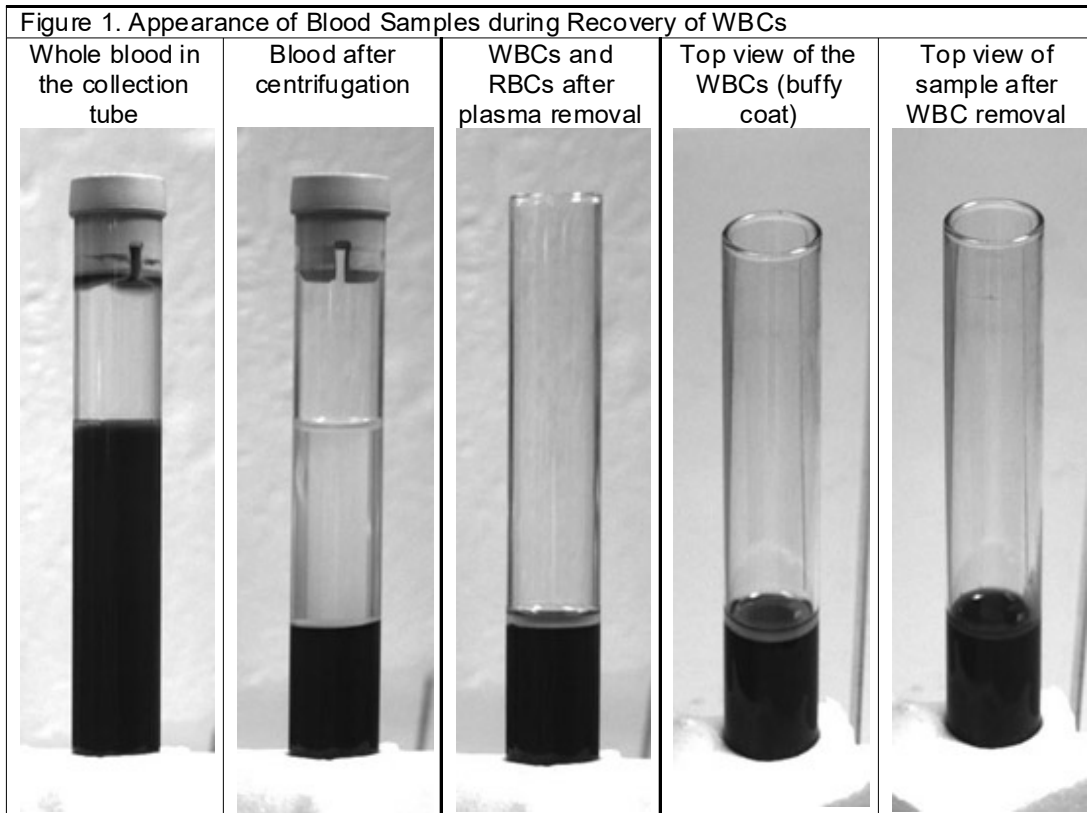 Figure 1. Appearance of Blood Samples during Recovery of WBCs
Whole blood in
the collection
tube
Blood after
centrifugation
WBCs and
RBCs after
plasma removal
Top view of the
WBCs (buffy
coat)
Top view of
sample after
WBC removal